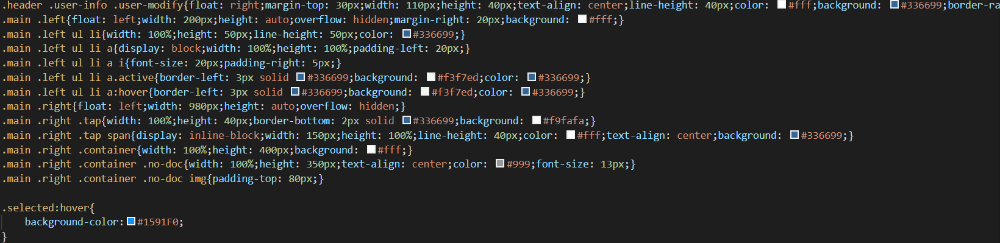 .header .user-info .user-modify{float: right;margin-top: 30px;width: 110px;height: 40px;text-align: center;line-height: 40px;color: #fff;background: #336699;border-ra
.main .left{float: left;width: 200px;height: auto;overflow: hidden;margin-right: 20px;background: #fff;}
.main .left ul li{width: 100%;height: 50px;line-height: 50px;color: #336699;}
.main .left ul li a{display: block;width: 100%;height: 100%;padding-left: 20px;}
.main .left ul li a i{font-size: 20px;padding-right: 5px;}
.main .left ul li a.active{border-left: 3px solid #336699;background: #f3f7ed;color: #336699;}
.main .left ul li a:hover{border-left: 3px solid #336699;background: #f3f7ed;color: #336699;}
.main .right{float: left;width: 980px;height: auto;overflow: hidden;}
.main .right .tap{width: 100%;height: 40px;border-bottom: 2px solid #336699;background: #f9fafa;}
.main .right .tap span{display: inline-block;width: 150px;height: 100%;line-height: 40px;color: #fff;text-align: center;background: #336699;}
.main .right .container{width: 100%;height: 400px;background: #fff;}
.main .right .container .no-doc{width: 100%;height: 350px;text-align: center;color: #999;font-size: 13px;}
.main .right .container .no-doc img{padding-top: 80px;}
.selected:hover{
background-color:#1591F0;
}